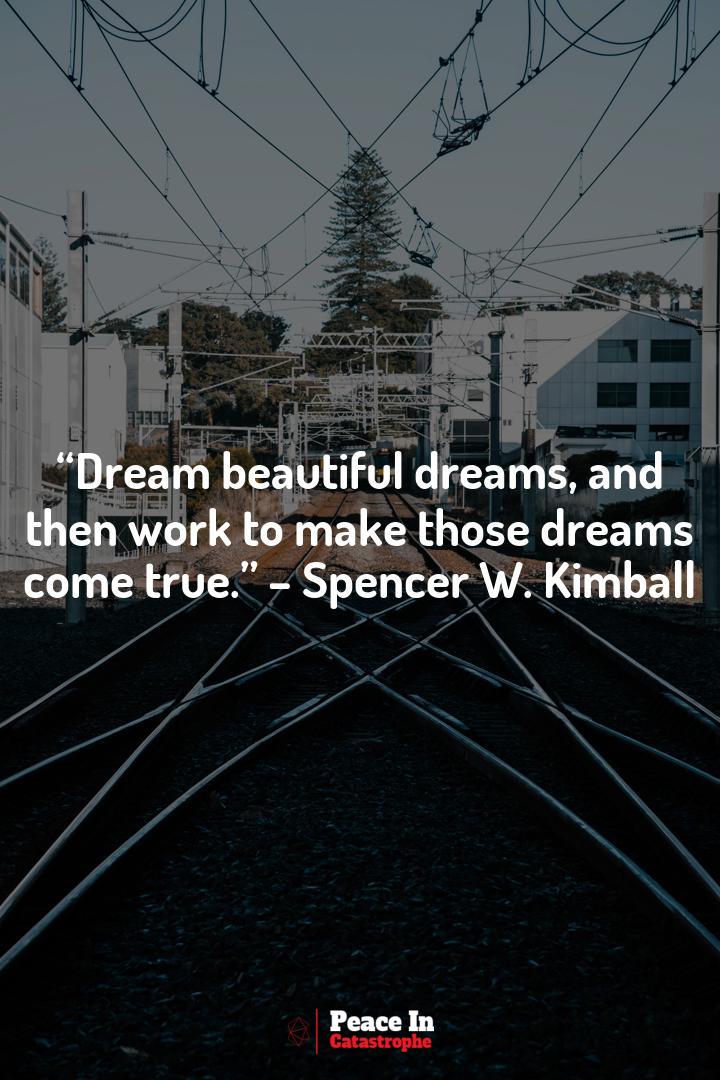 “Dream beautiful dreams, and
then work to make those dreams
come true.” – Spencer W. Kimball
Peace In
Catastrophe